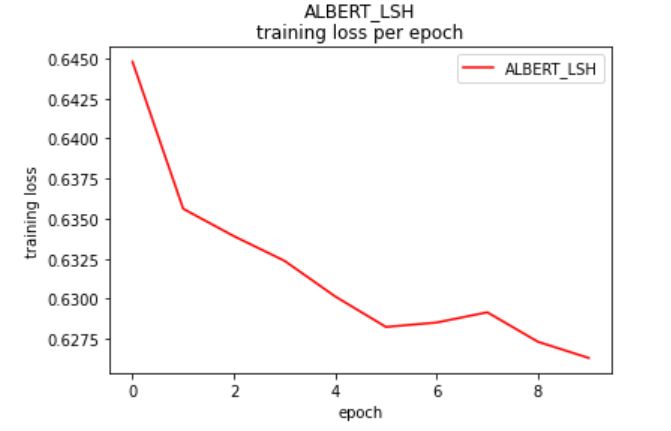 ALBERT_LSH
training loss per epoch
ALBERT_LSH
0.6450
0.6425
0.6400
0.6375
0.6350
0.6325
0.6300
0.6275
training loss
0 2 4 6 8
epoch